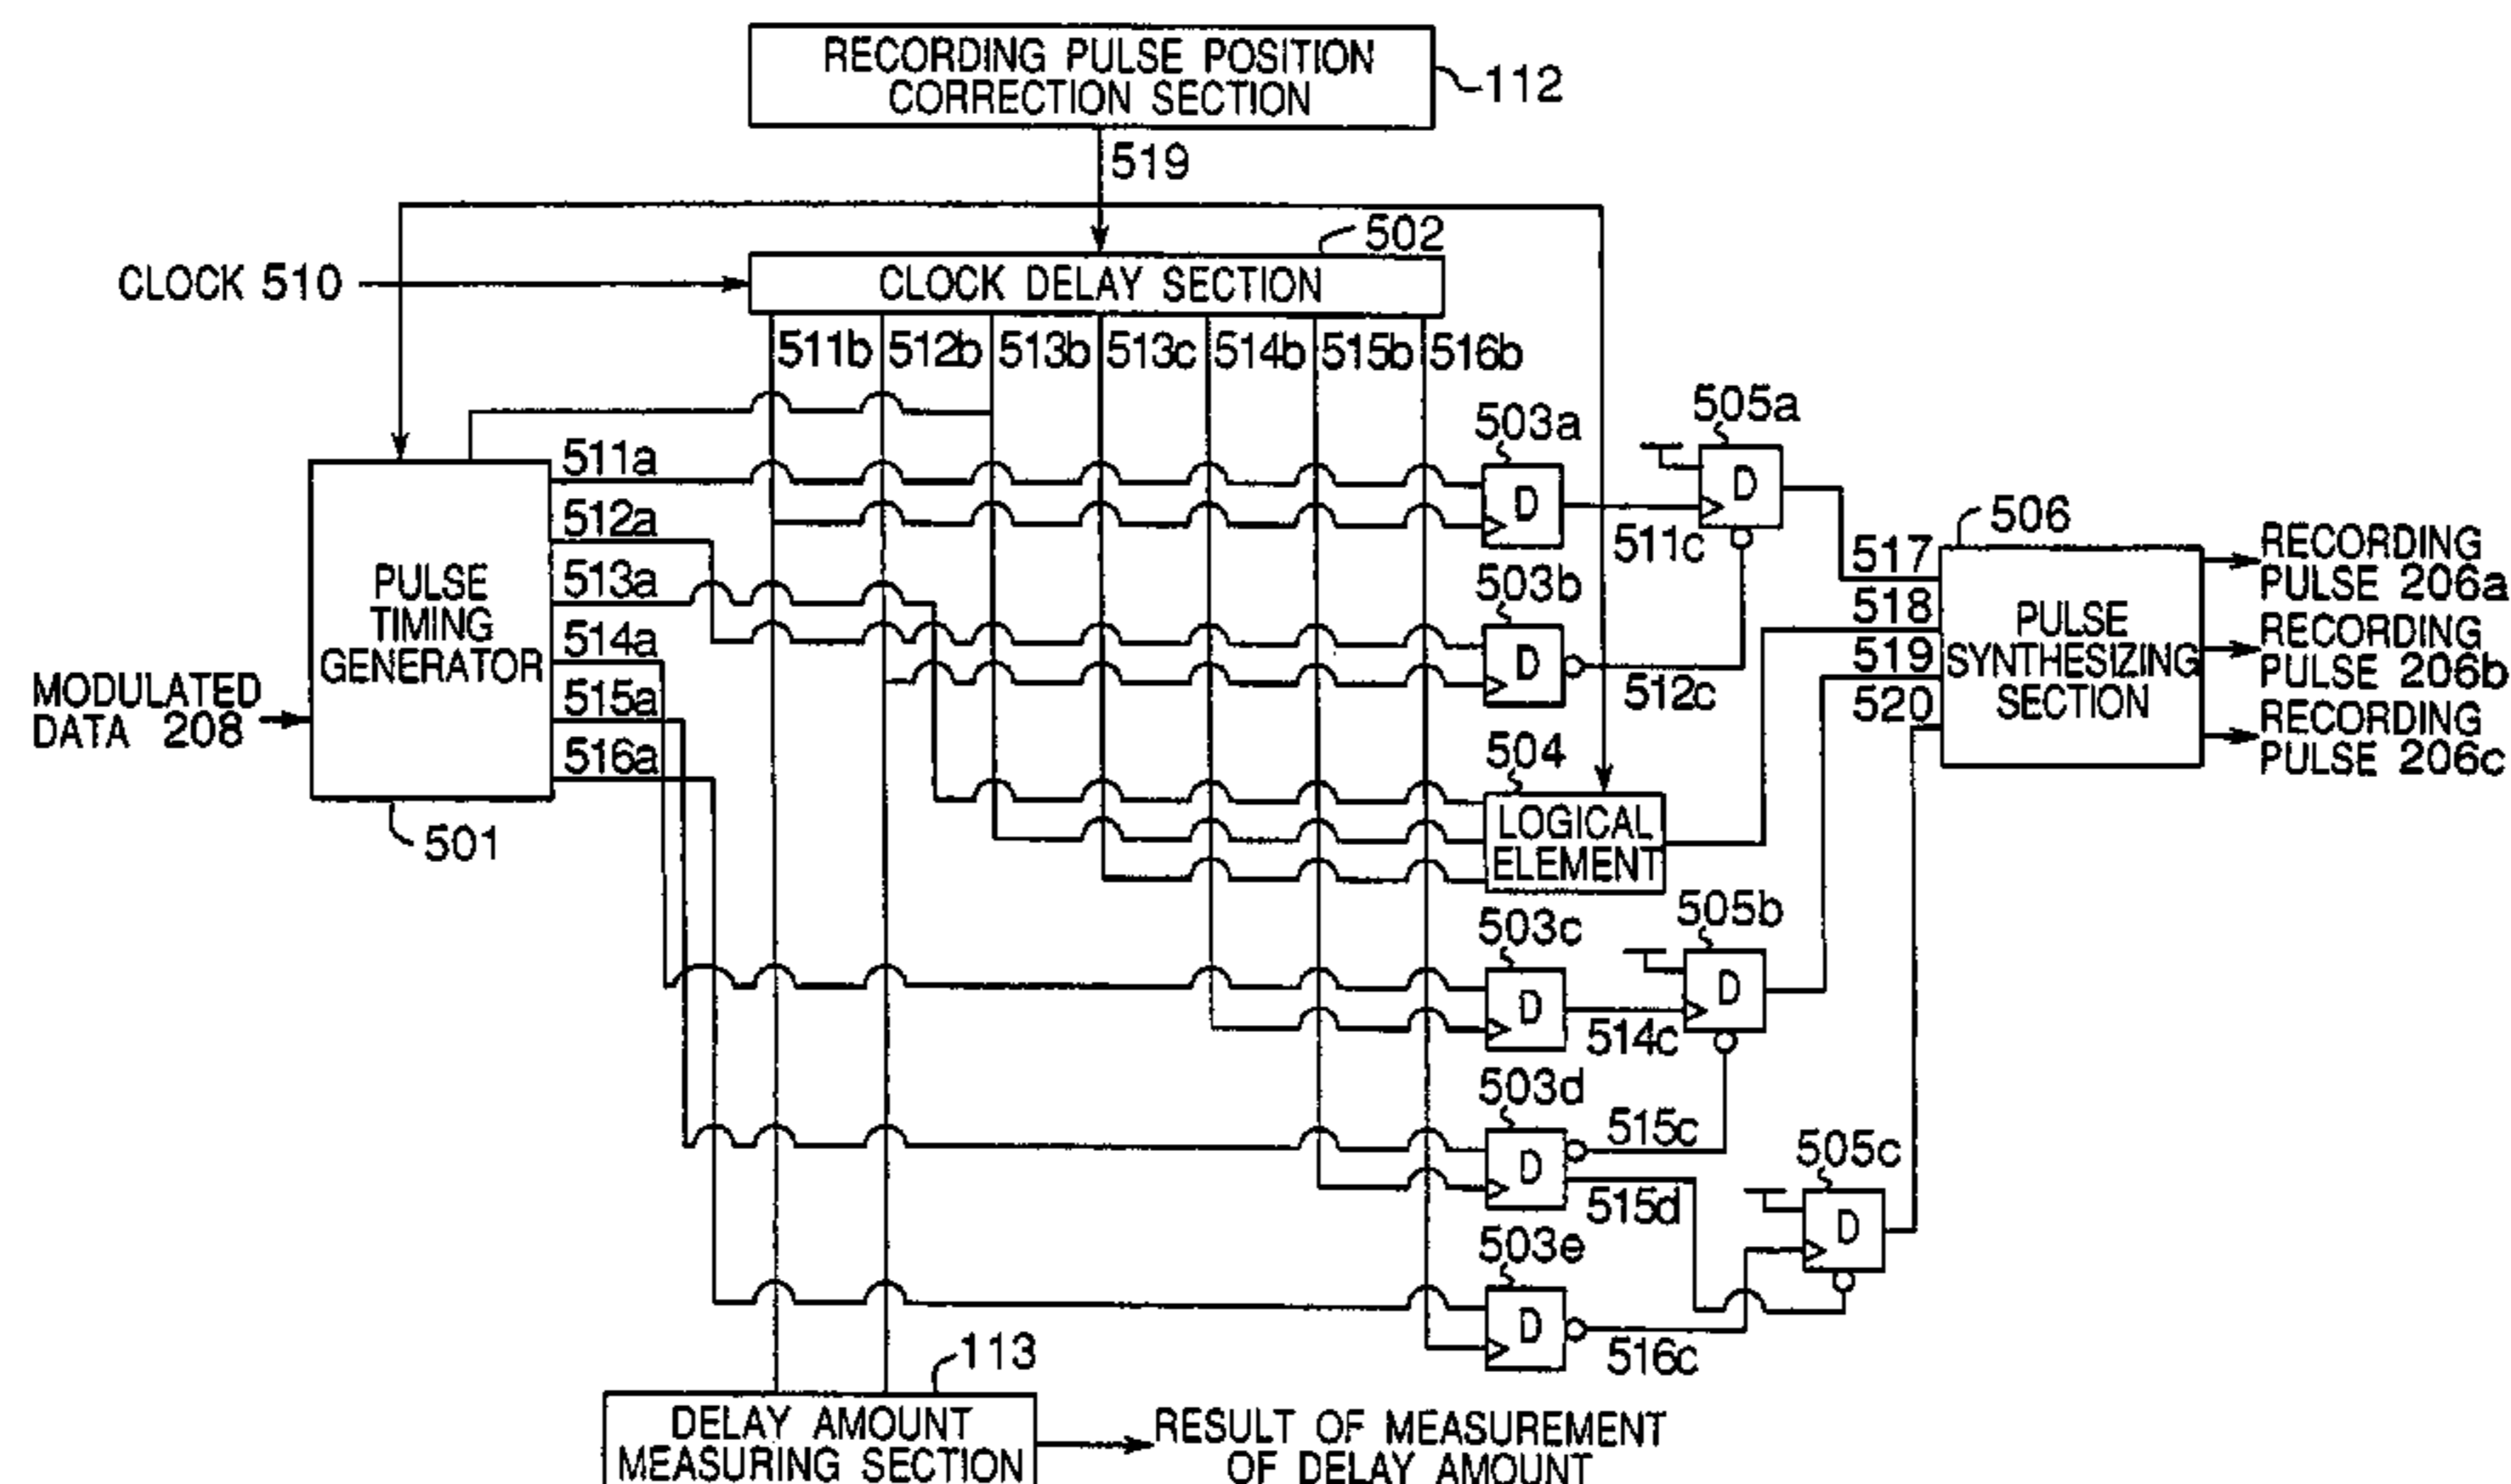 RECORDING PULSE POSITION
CORRECTION SECTION
112
519
502
CLOCK 510
CLOCK DELAY SECTION
511b
512b
513b
513c
514b
515b
516b
503a
505a
511a
D
D
512a
511c
506
517
RECORDING
PULSE 206a
513a
503b
518
PULSE
TIMING
GENERATOR
PULSE
SYNTHESIZING
SECTION
RECORDING
PULSE 206b
514a
D
519
512c
MODULATED
DATA 208
515a
520
RECORDING
PULSE 206c
516a
504
501
LOGICAL
ELEMENT
505b
503c
D
D
514c
503d
515c
505c
D
515d
D
503e
D
516c
113
DELAY AMOUNT
MEASURING SECTION
RESULT OF MEASUREMENT
OF DELAY AMOUNT